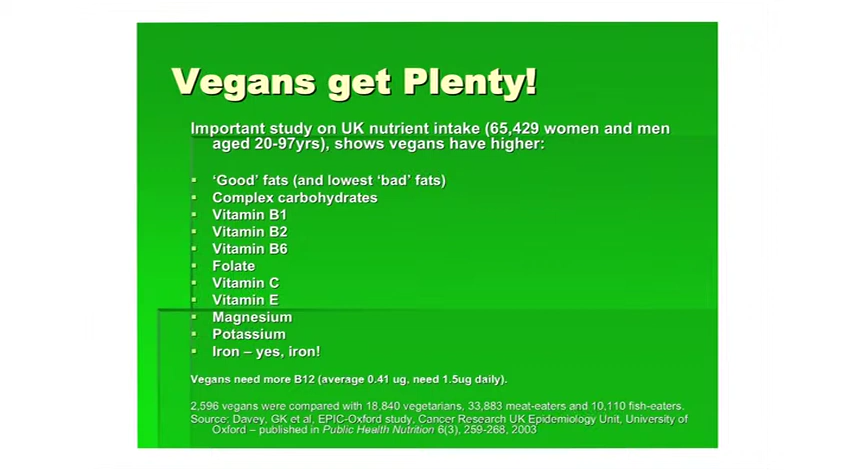 Vegans get Plenty!
Important study on UK nutrient intake (65,429 women and men
aged 20-97yrs), shows vegans have higher:
▪ ‘Good’ fats (and lowest ‘bad’ fats)
▪ Complex carbohydrates
▪ Vitamin B1
▪ Vitamin B2
▪ Vitamin B6
▪ Folate
▪ Vitamin C
▪ Vitamin E
▪ Magnesium
▪ Potassium
▪ Iron – yes, iron!
Vegans need more B12 (average 0.41 ug, need 1.5ug daily).
2,596 vegans were compared with 18,840 vegetarians, 33,883 meat-eaters and 10,110 fish-eaters.
Source: Davey, GK et al, EPIC-Oxford study, Cancer Research UK Epidemiology Unit, University of
Oxford – published in Public Health Nutrition 6(3), 259-268, 2003